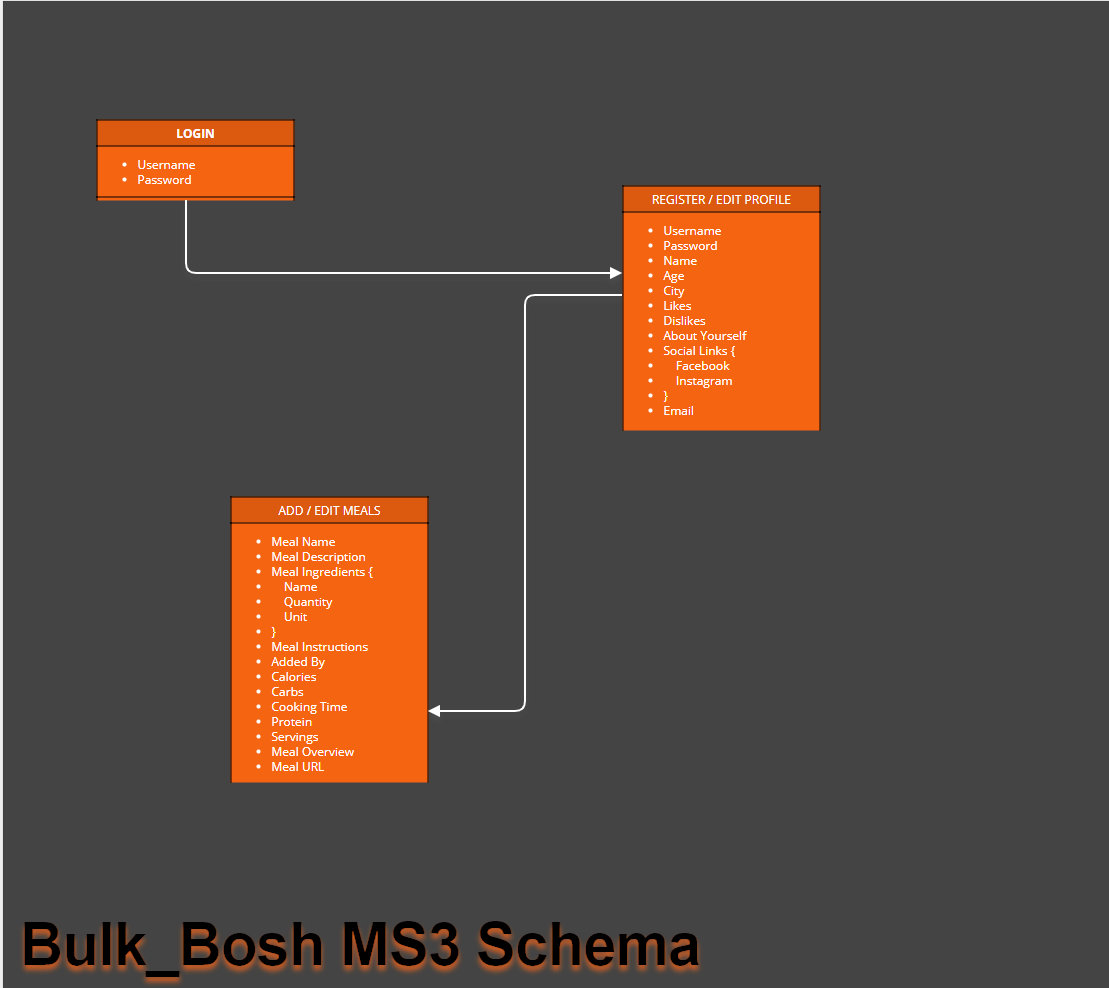 LOGIN
Username
Password
REGISTER / EDIT PROFILE
Username
Password
Name
Age
City
Likes
Dislikes
About Yourself
Social Links {
Facebook
Instagram
}
Email
ADD / EDIT MEALS
Meal Name
Meal Description
Meal Ingredients {
Name
Quantity
Unit
}
Meal Instructions
Added By
Calories
Carbs
Cooking Time
Protein
Servings
Meal Overview
Meal URL
Bulk_Bosh MS3 Schema